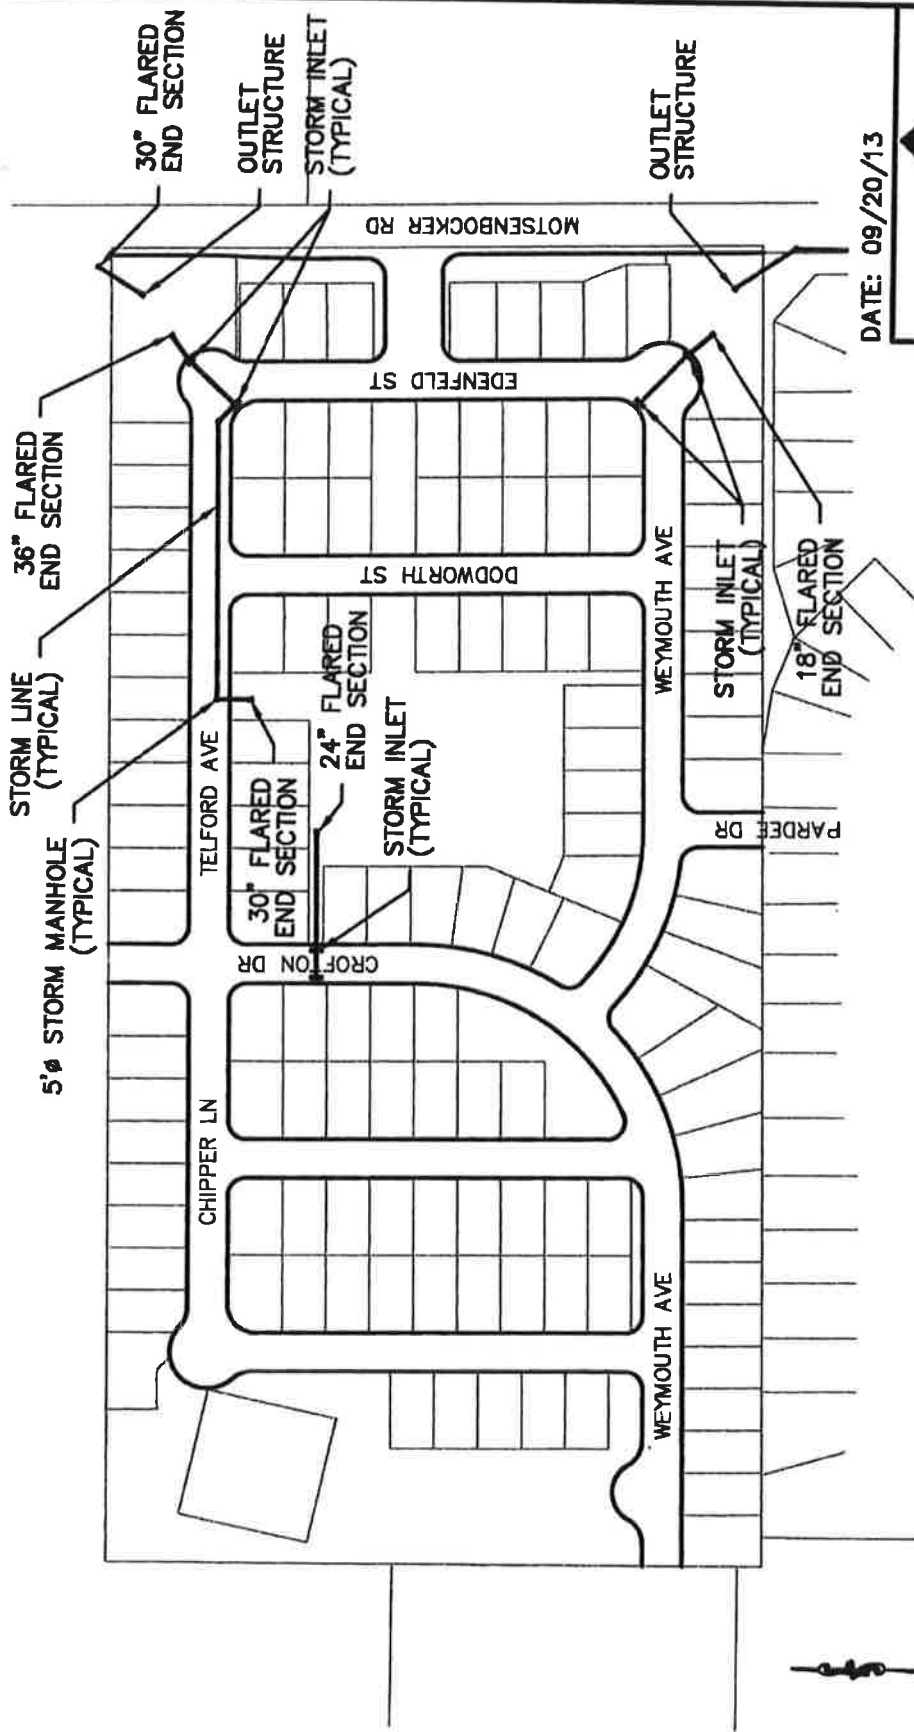 5'ø STORM MANHOLE
(TYPICAL)
STORM LINE
(TYPICAL)
36" FLARED
END SECTION
30" FLARED
END SECTION
OUTLET
STRUCTURE
STORM INLET
(TYPICAL)
CHIPPER LN
TELFORD AVE
CROFTON DR
30" FLARED
END SECTION
24" FLARED
END SECTION
STORM INLET
(TYPICAL)
DODWORTH ST
EDENFELD ST
MOTSENBOCKER RD
WEYMOUTH AVE
WEYMOUTH AVE
PARDEE DR
STORM INLET
(TYPICAL)
18" FLARED
END SECTION
OUTLET
STRUCTURE
DATE: 09/20/13